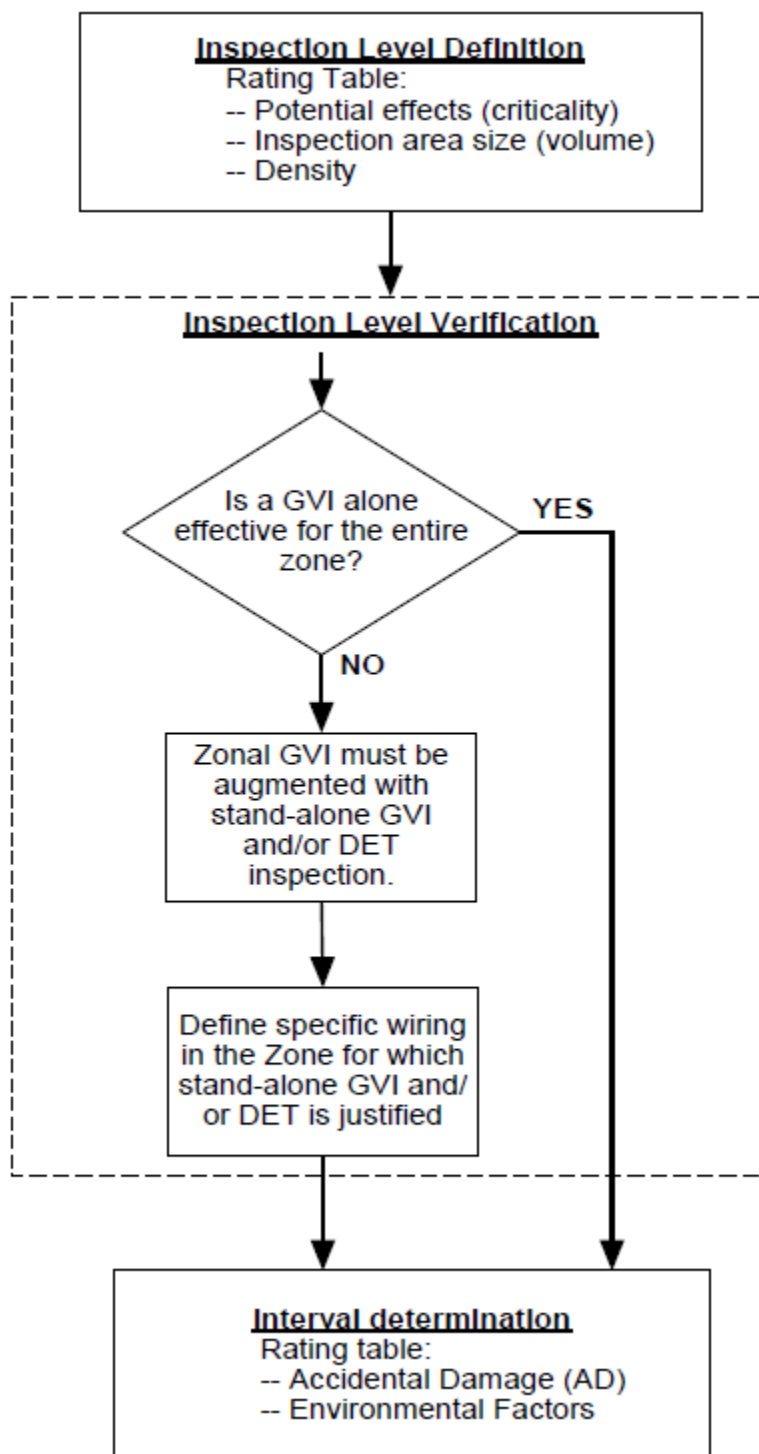 Inspection Level Definition
Rating Table:
-- Potential effects (criticality)
-- Inspection area size (volume)
-- Density
Inspection Level Verification
Is a GVI alone
effective for the entire
zone?
YES
NO
Zonal GVI must be
augmented with
stand-alone GVI
and/or DET
inspection.
Define specific wiring
in the Zone for which
stand-alone GVI and/
or DET is justified
Interval determination
Rating table:
-- Accidental Damage (AD)
-- Environmental Factors